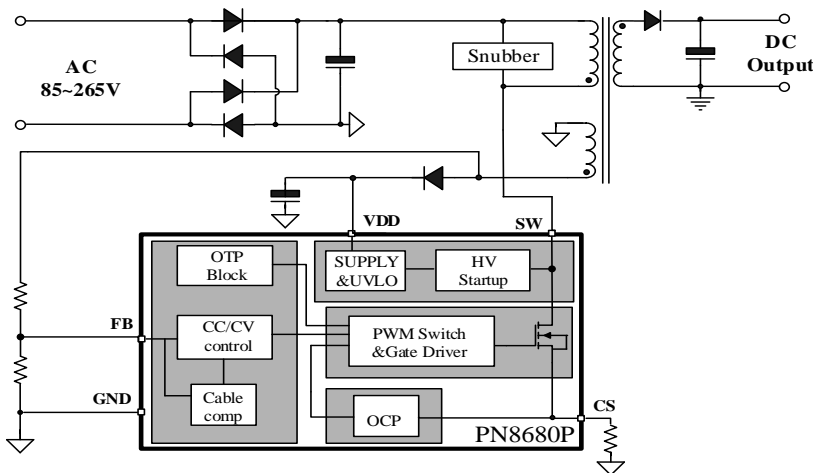 AC
85~265V
Snubber
DC
Output
VDD
SW
OTP
Block
SUPPLY
&UVLO
HV
Startup
FB
CC/CV
control
PWM Switch
&Gate Driver
Cable
comp
GND
OCP
CS
PN8680P